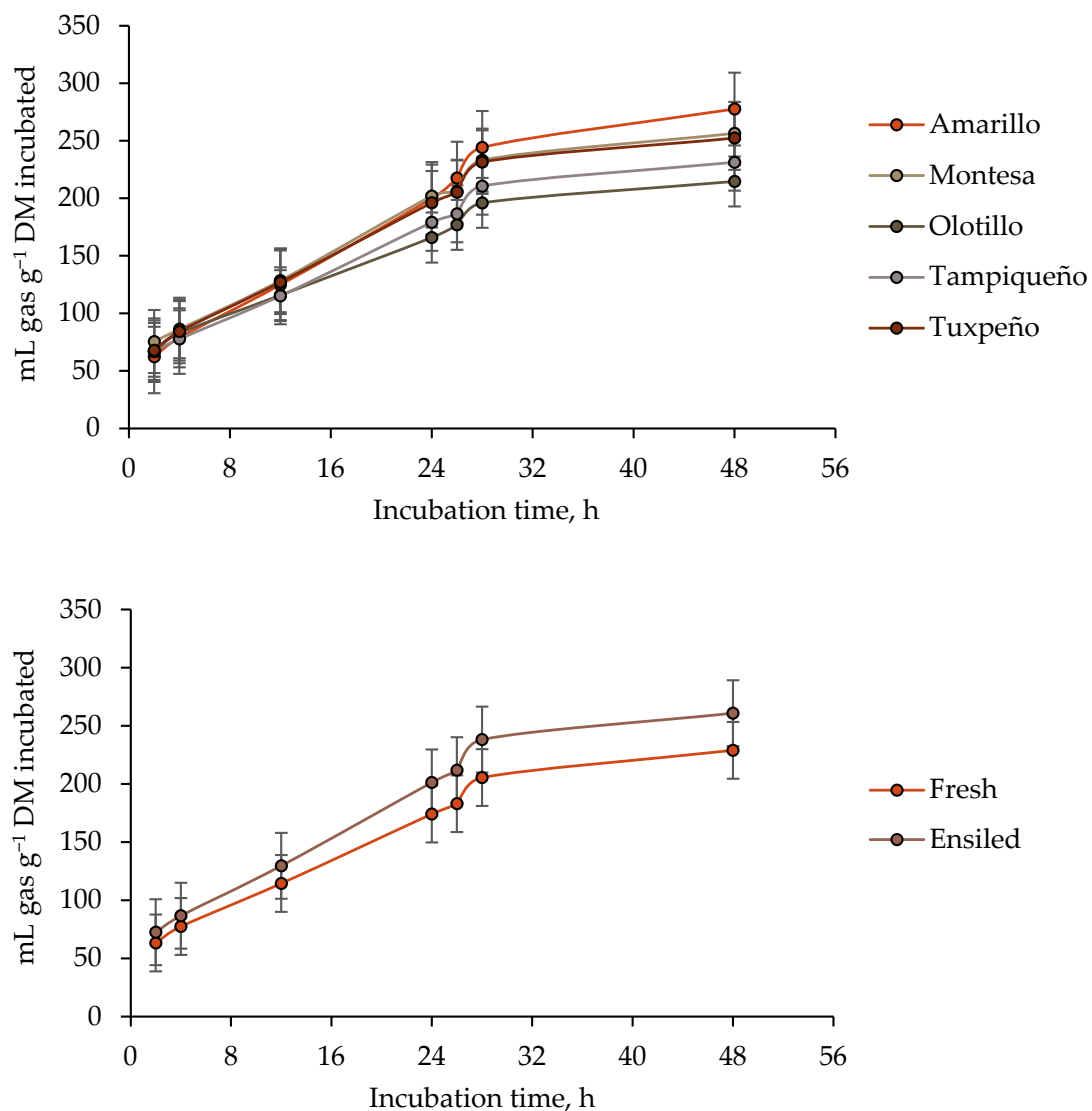 350
300
250
200
150
100
50
0
mL gas g⁻¹ DM incubated
0 8 16 24 32 40 48 56
Incubation time, h
Amarillo
Montesa
Olotillo
Tampiqueño
Tuxpeño
350
300
250
200
150
100
50
0
mL gas g⁻¹ DM incubated
0 8 16 24 32 40 48 56
Incubation time, h
Fresh
Ensiled